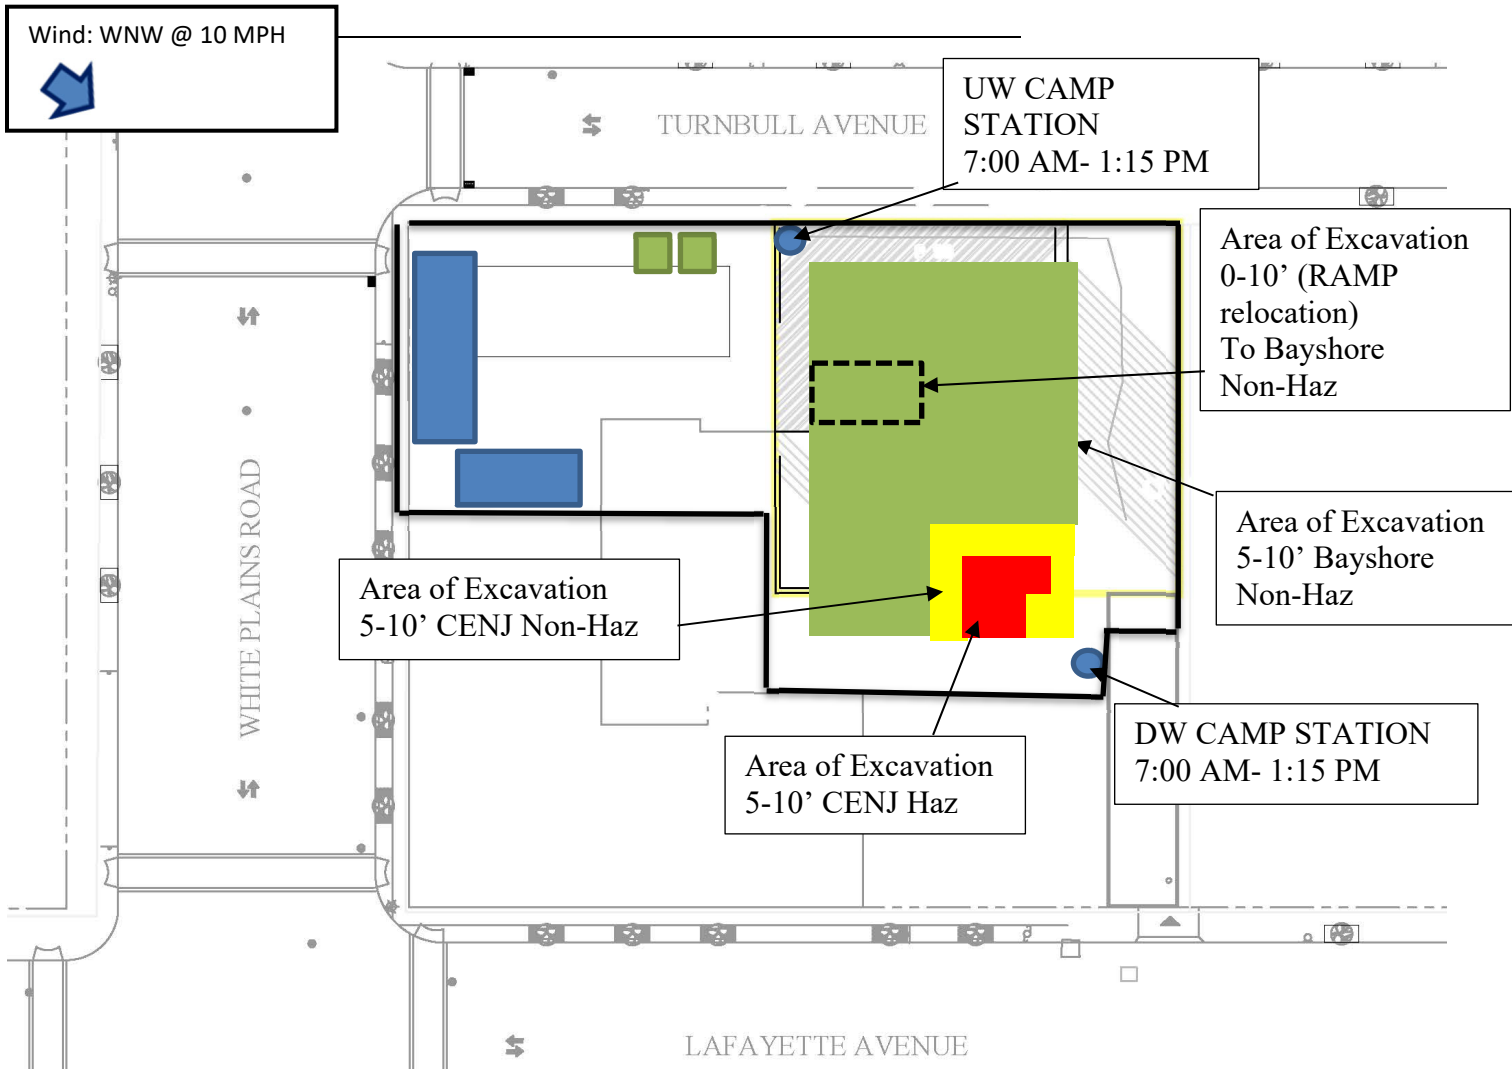 Wind: WNW @ 10 MPH
TURNBULL AVENUE
UW CAMP
STATION
7:00 AM- 1:15 PM
Area of Excavation
0-10’ (RAMP
relocation)
To Bayshore
Non-Haz
WHITE PLAINS ROAD
Area of Excavation
5-10’ Bayshore
Non-Haz
Area of Excavation
5-10’ CENJ Non-Haz
DW CAMP STATION
7:00 AM- 1:15 PM
Area of Excavation
5-10’ CENJ Haz
LAFAYETTE AVENUE